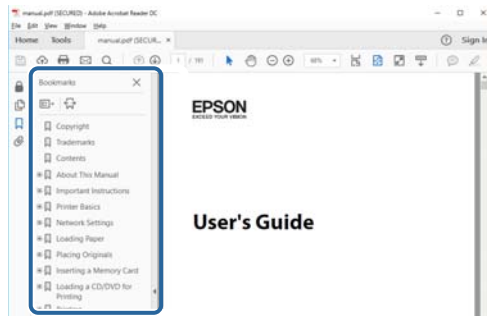 manual.pdf (SECURED) - Adobe Acrobat Reader DC
File Edit View Window Help
Home Tools manual.pdf (SECUR... ×
Sign In
1 / 191
Bookmarks
Copyright
Trademarks
Contents
About This Manual
Important Instructions
Printer Basics
Network Settings
Loading Paper
Placing Originals
Inserting a Memory Card
Loading a CD/DVD for
Printing
EPSON
EXCEED YOUR VISION
User's Guide